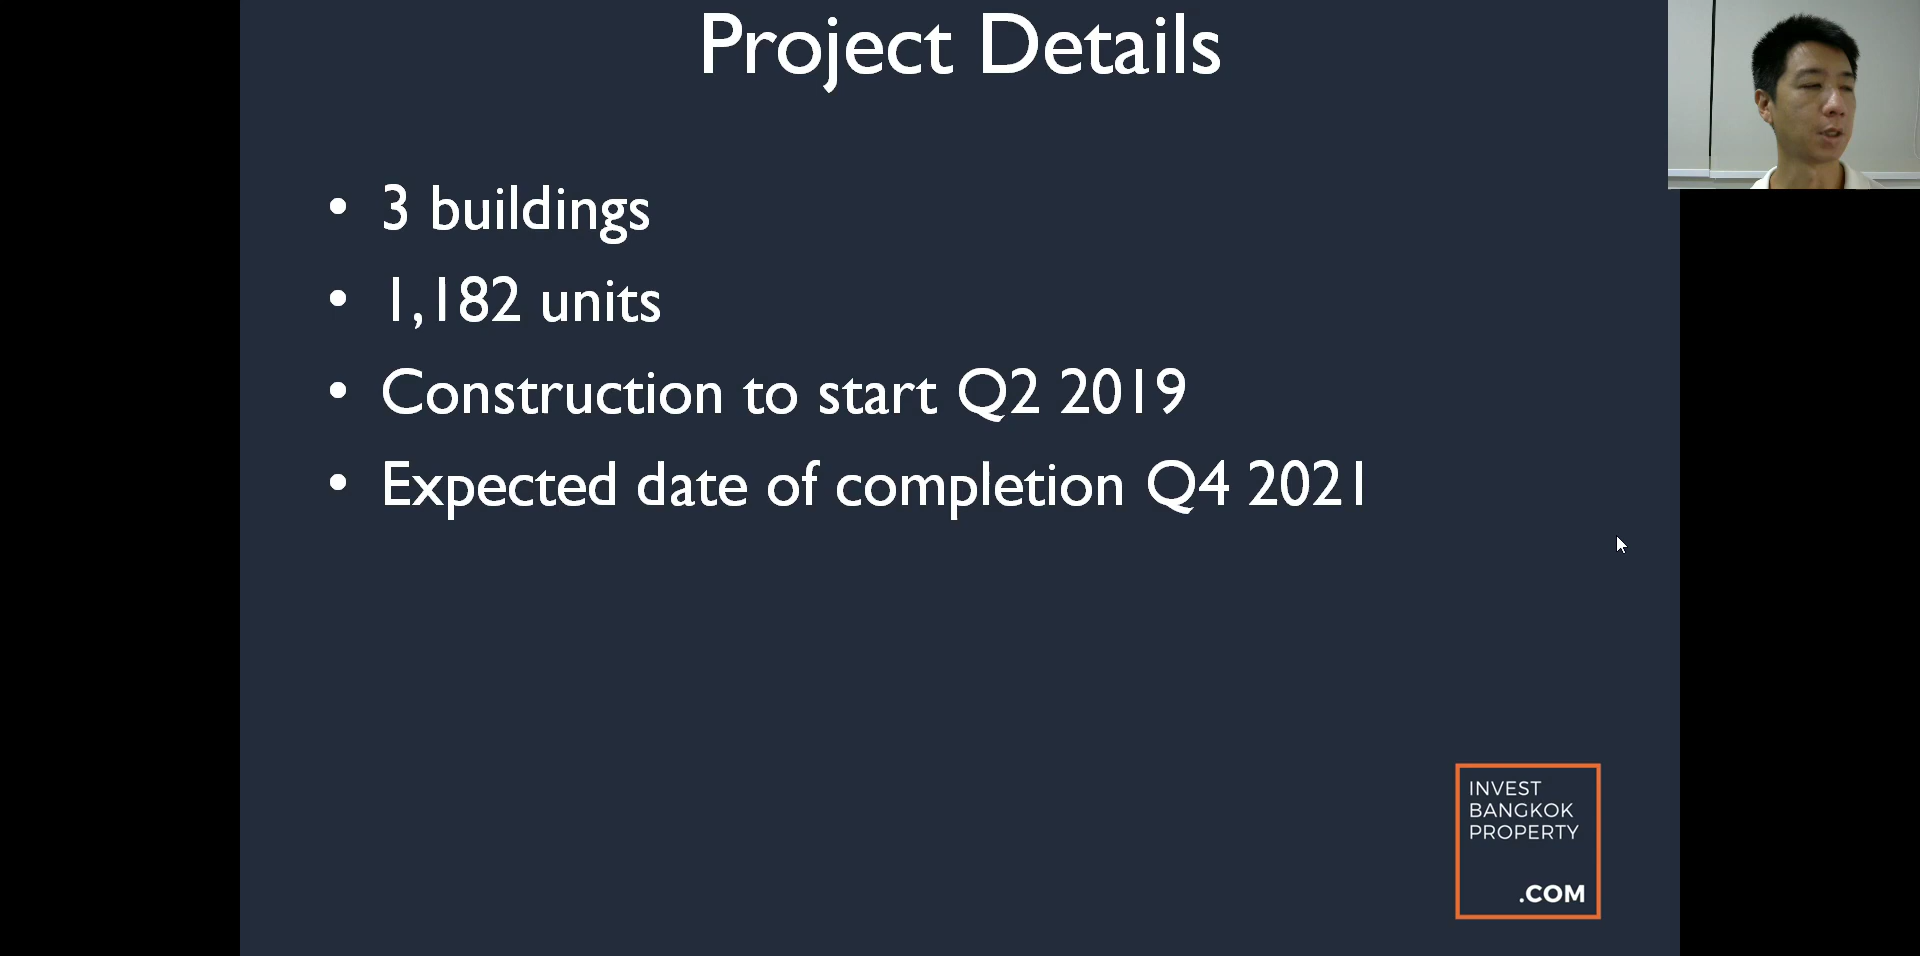 Project Details
• 3 buildings
• 1,182 units
• Construction to start Q2 2019
• Expected date of completion Q4 2021
INVEST
BANGKOK
PROPERTY
.COM